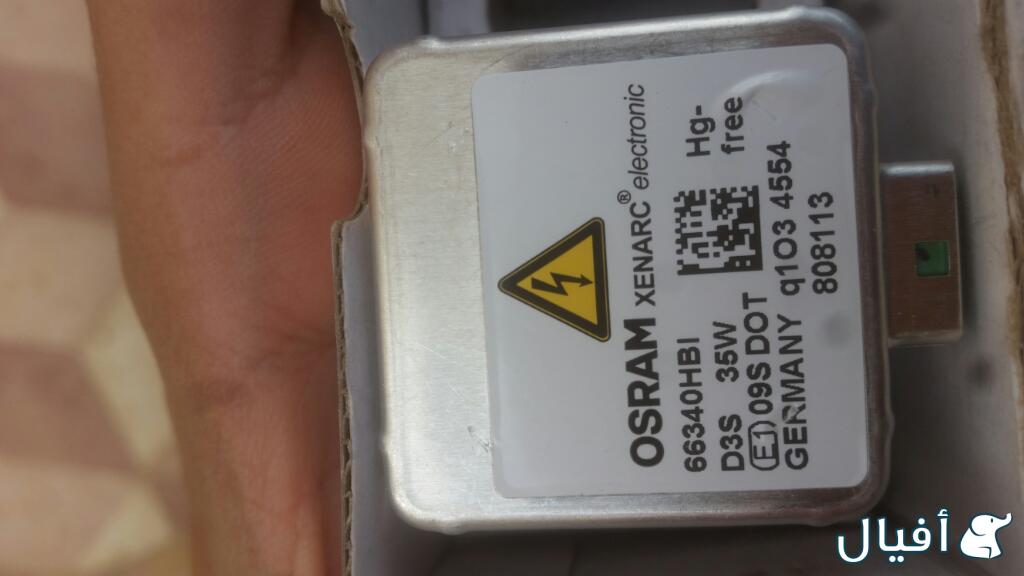 OSRAM XENARC® electronic
66340HBI
Hg-
D3S 35W
free
E1 09S DOT
GERMANY q1O3 4554
808113
أفيال